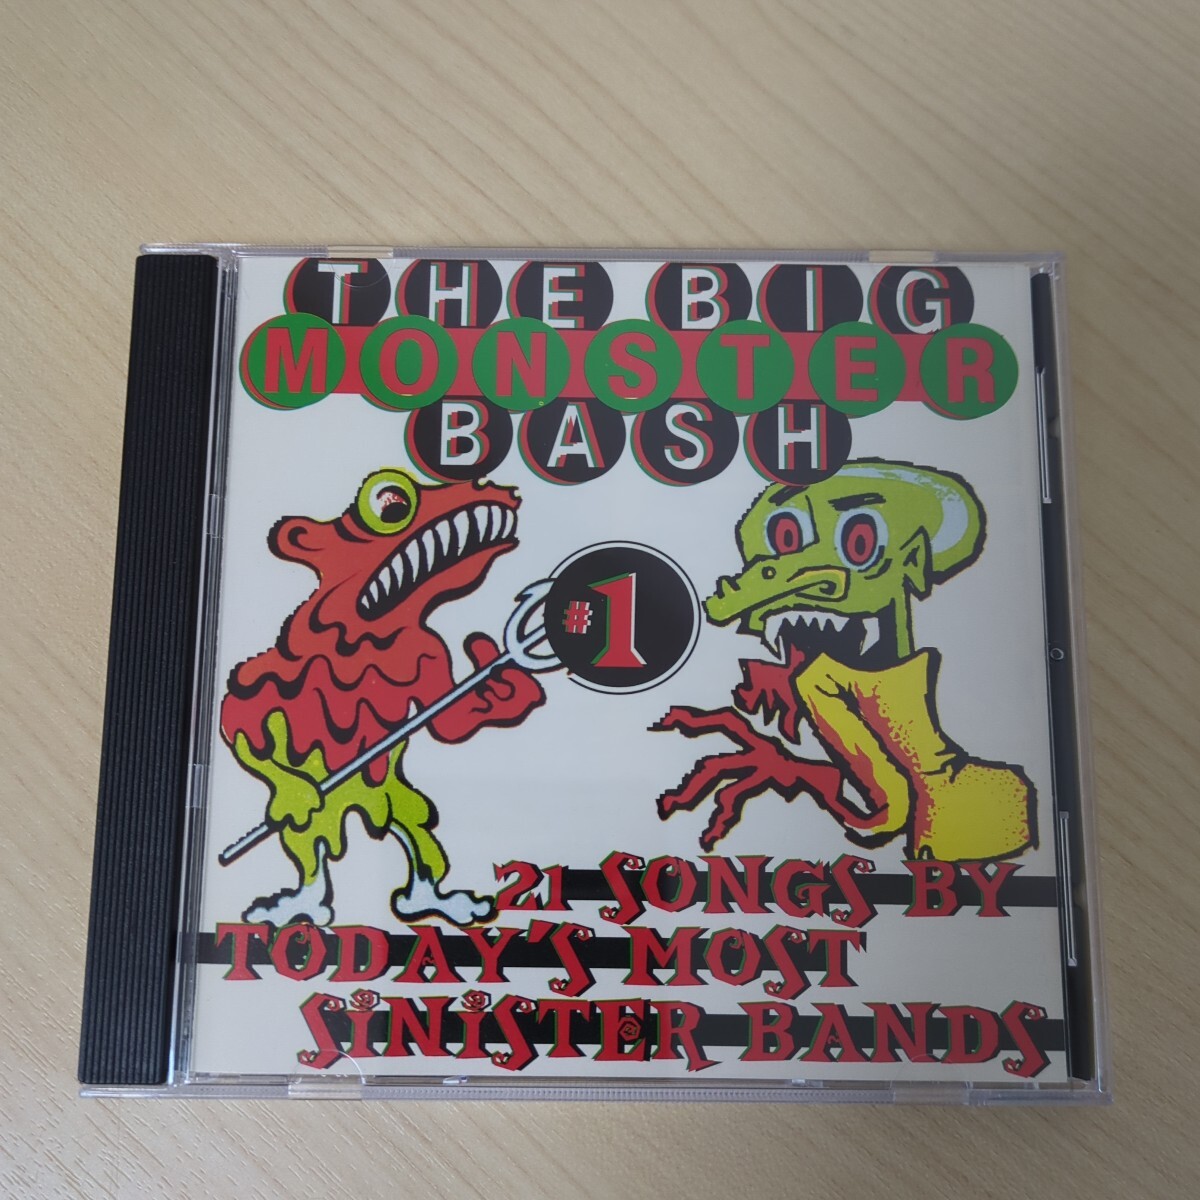 THE BIG
MONSTER
BASH
#1
21 SONGS BY
TODAY'S MOST
SINISTER BANDS